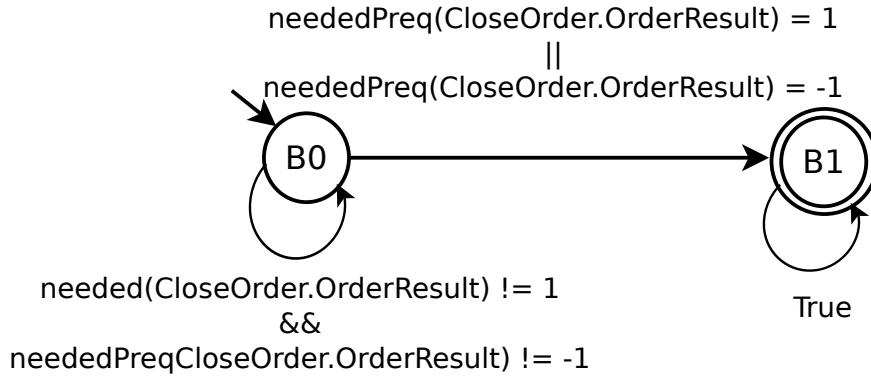 neededPreq(CloseOrder.OrderResult) = 1
||
neededPreq(CloseOrder.OrderResult) = -1
B0
B1
needed(CloseOrder.OrderResult) != 1
&&
neededPreqCloseOrder.OrderResult) != -1
True